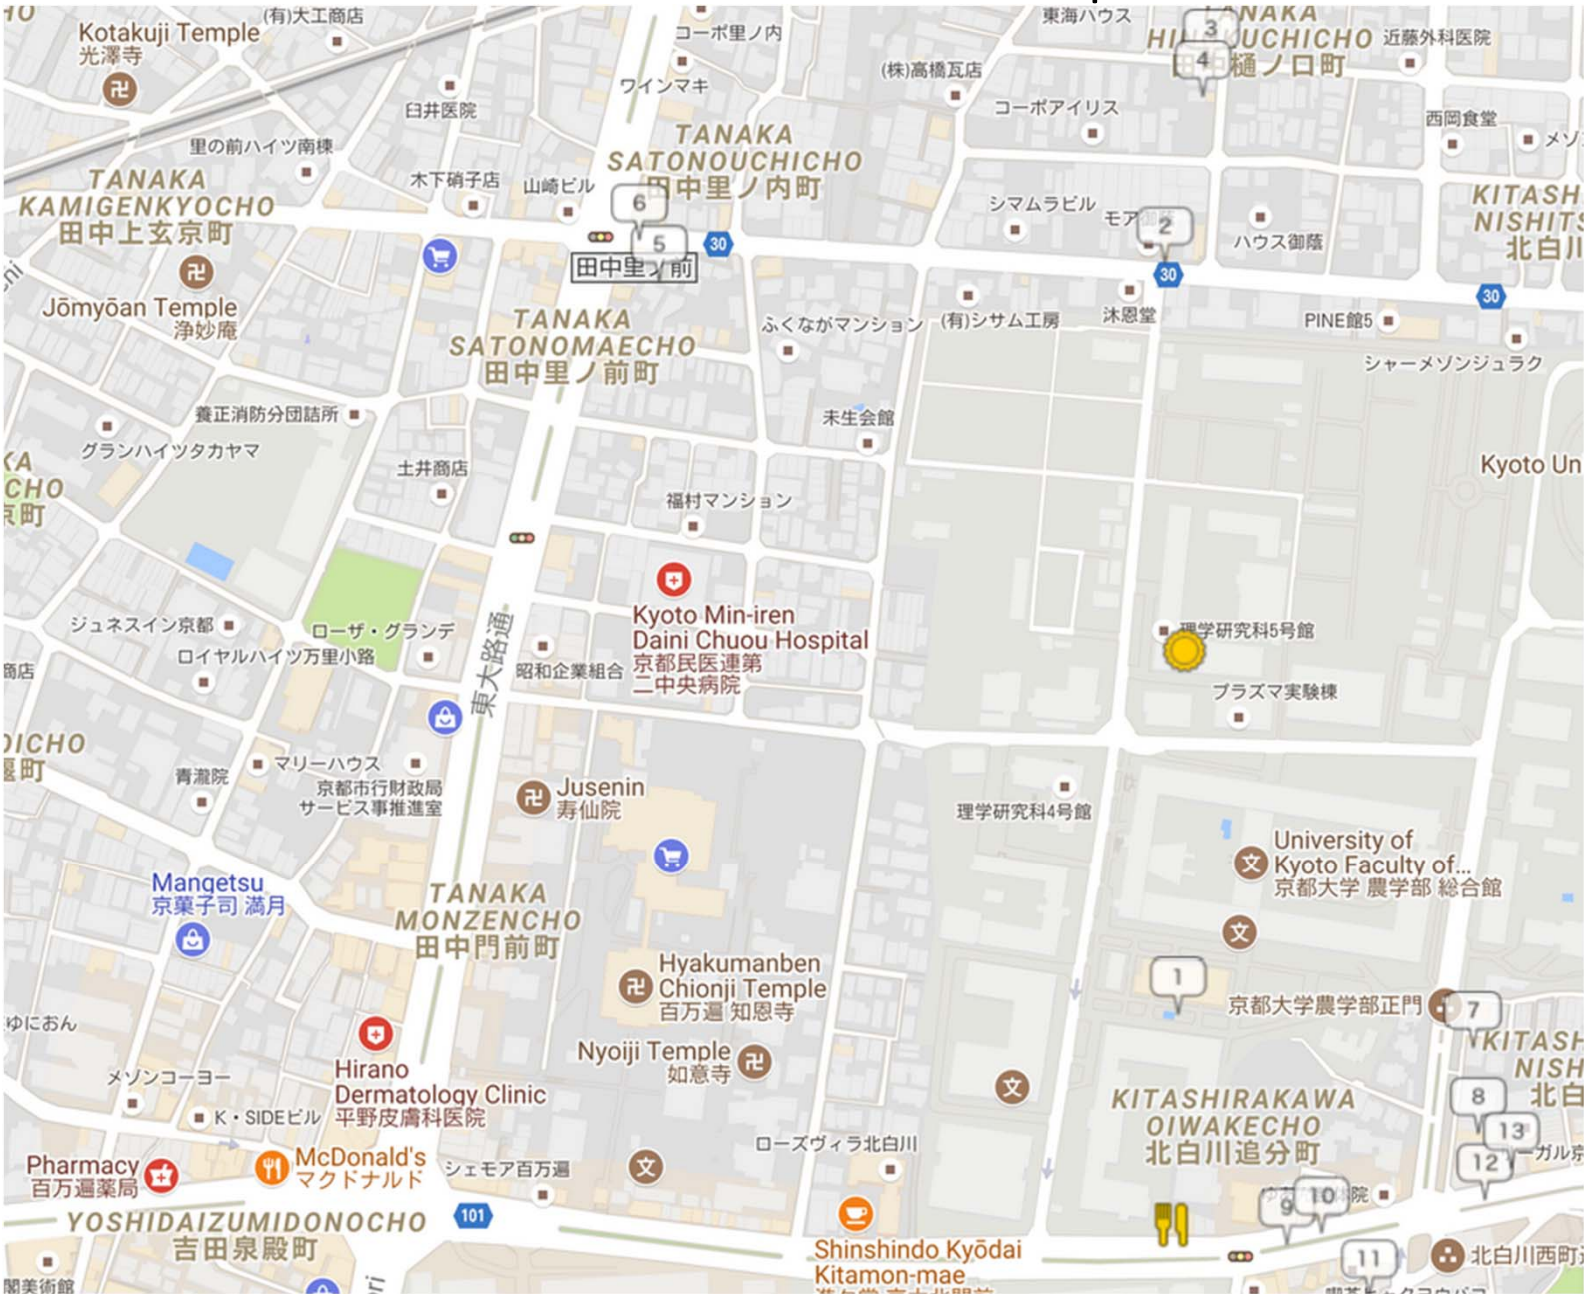 (有)大工商店
Kotakuji Temple
光澤寺
コーポ里ノ内
東海ハウス
3
近藤外科医院
4
樋ノ口町
(株)高橋瓦店
ワインマキ
臼井医院
コーポアイリス
西岡食堂
里の前ハイツ南棟
TANAKA
SATONOUCHICHO
田中里ノ内町
TANAKA
KAMIGENKYOCHO
田中上玄京町
木下硝子店
山崎ビル
6
5
30
田中里ノ前
シマムラビル
2
30
ハウス御蔭
30
Jōmyōan Temple
浄妙庵
TANAKA
SATONOMAECHO
田中里ノ前町
ふくながマンション
(有)シサム工房
沐恩堂
PINE館5
シャーメゾンジュラク
養正消防分団詰所
グランハイツタカヤマ
未生会館
土井商店
福村マンション
Kyoto Un
Kyoto Min-iren
Daini Chuou Hospital
京都民医連第
二中央病院
ジュネスイン京都
ローザ・グランデ
ロイヤルハイツ万里小路
東大路通
昭和企業組合
理学研究科5号館
プラズマ実験棟
商店
青瀧院
マリーハウス
京都市行財政局
サービス事推進室
Jusenin
寿仙院
理学研究科4号館
University of
Kyoto Faculty of...
京都大学 農学部 総合館
Mangetsu
京菓子司 満月
TANAKA
MONZENCHO
田中門前町
Hyakumanben
Chionji Temple
百万遍 知恩寺
1
京都大学農学部正門
7
Nyoiji Temple
如意寺
Hirano
Dermatology Clinic
平野皮膚科医院
メゾンコーヨー
K・SIDEビル
KITASHIRAKAWA
OIWAKECHO
北白川追分町
8
13
12
ローズヴィラ北白川
Pharmacy
百万遍薬局
McDonald's
マクドナルド
シェモア百万遍
YOSHIDAIZUMIDONOCHO
吉田泉殿町
101
9
10
11
Shinshindo Kyōdai
Kitamon-mae
北白川西町